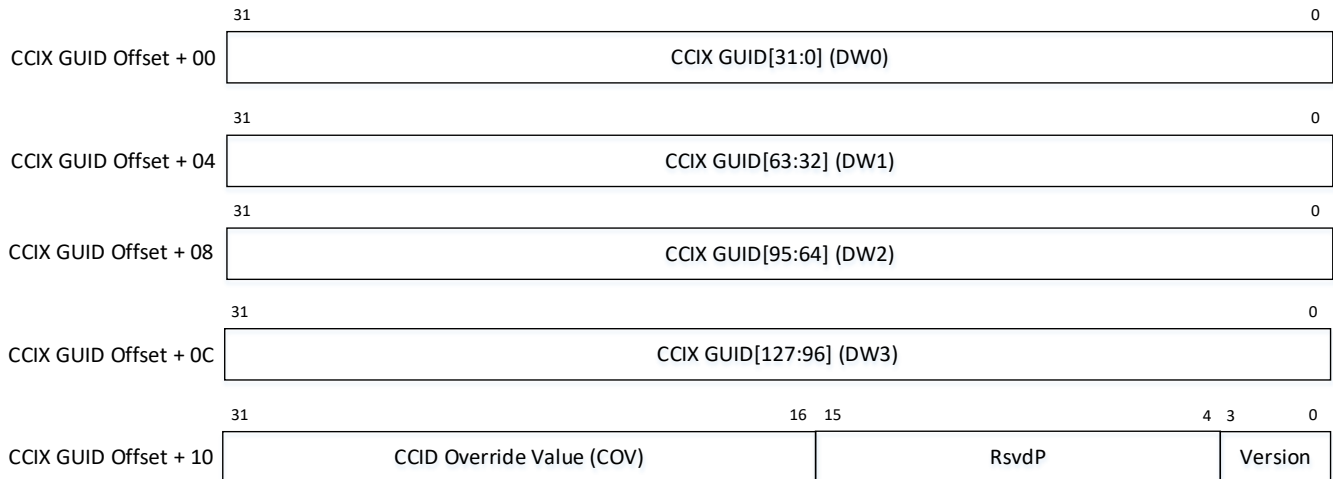 31 0
CCIX GUID Offset + 00 CCIX GUID[31:0] (DW0)
31 0
CCIX GUID Offset + 04 CCIX GUID[63:32] (DW1)
31 0
CCIX GUID Offset + 08 CCIX GUID[95:64] (DW2)
31 0
CCIX GUID Offset + 0C CCIX GUID[127:96] (DW3)
31 16 15 4 3 0
CCIX GUID Offset + 10 CCID Override Value (COV) RsvdP Version